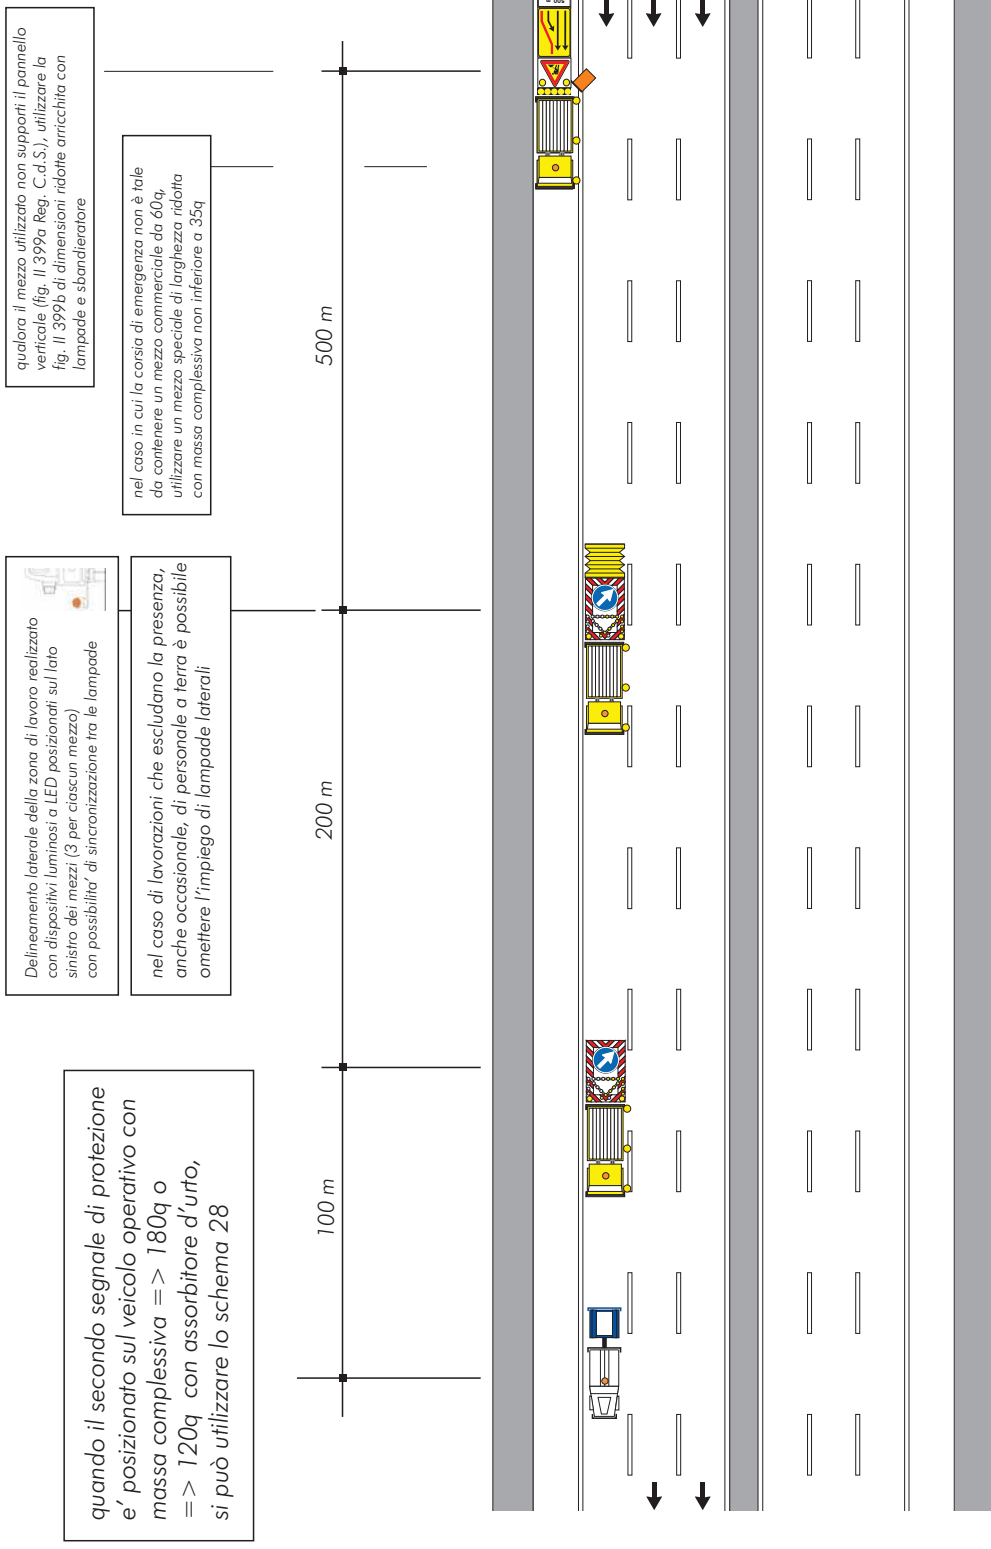 qualora il mezzo utilizzato non supporti il pannello
verticale (fig. II 399a Reg. C.d.S.), utilizzare la
fig. II 399b di dimensioni ridotte arricchita con
lampade e sbandieratore
nel caso in cui la corsia di emergenza non è tale
da contenere un mezzo commerciale da 60q,
utilizzare un mezzo speciale di larghezza ridotta
con massa complessiva non inferiore a 35q
Delineamento laterale della zona di lavoro realizzato
con dispositivi luminosi a LED posizionati sul lato
sinistro dei mezzi (3 per ciascun mezzo)
con possibilita' di sincronizzazione tra le lampade
nel caso di lavorazioni che escludano la presenza,
anche occasionale, di personale a terra è possibile
omettere l'impiego di lampade laterali
quando il secondo segnale di protezione
e' posizionato sul veicolo operativo con
massa complessiva => 180q o
=> 120q con assorbitore d'urto,
si può utilizzare lo schema 28
500 m
200 m
100 m